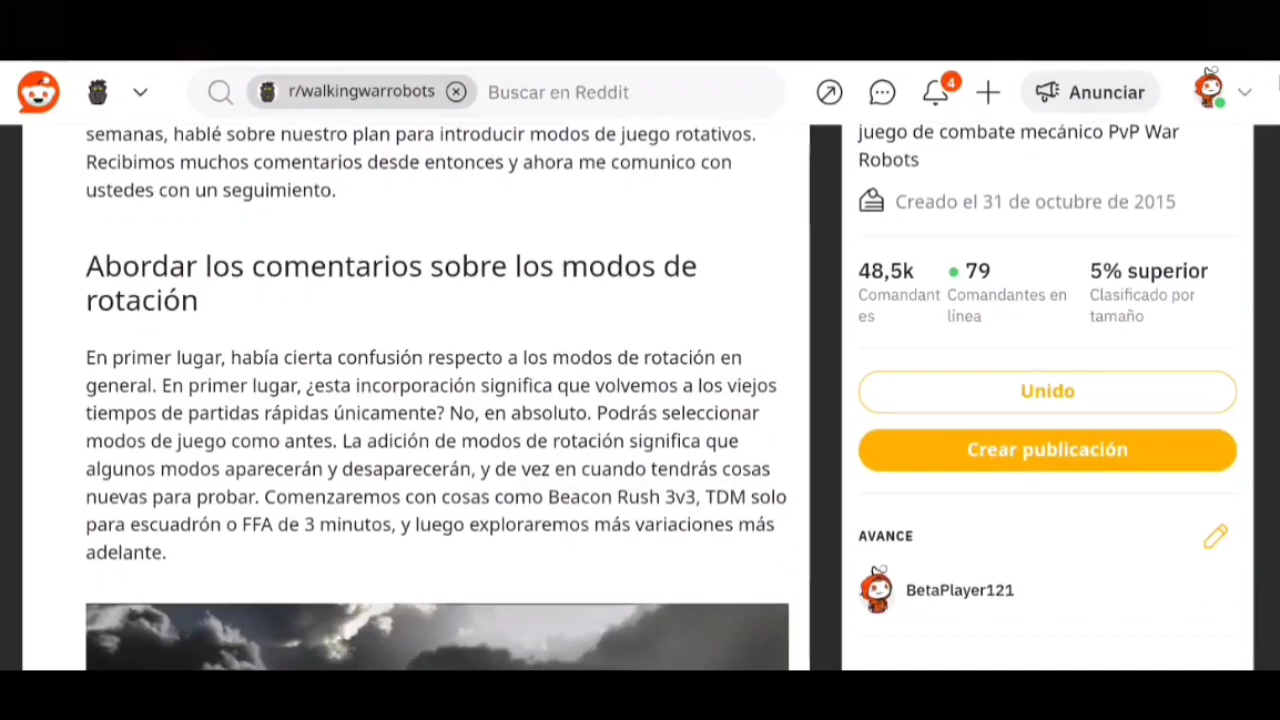 r/walkingwarrobots
Buscar en Reddit
4
Anunciar
semanas, hablé sobre nuestro plan para introducir modos de juego rotativos.
Recibimos muchos comentarios desde entonces y ahora me comunico con
ustedes con un seguimiento.
Abordar los comentarios sobre los modos de
rotación
En primer lugar, había cierta confusión respecto a los modos de rotación en
general. En primer lugar, ¿esta incorporación significa que volvemos a los viejos
tiempos de partidas rápidas únicamente? No, en absoluto. Podrás seleccionar
modos de juego como antes. La adición de modos de rotación significa que
algunos modos aparecerán y desaparecerán, y de vez en cuando tendrás cosas
nuevas para probar. Comenzaremos con cosas como Beacon Rush 3v3, TDM solo
para escuadrón o FFA de 3 minutos, y luego exploraremos más variaciones más
adelante.
juego de combate mecánico PvP War
Robots
Creado el 31 de octubre de 2015
48,5k
Comandant
es
79
Comandantes en
línea
5% superior
Clasificado por
tamaño
Unido
Crear publicación
AVANCE
BetaPlayer121